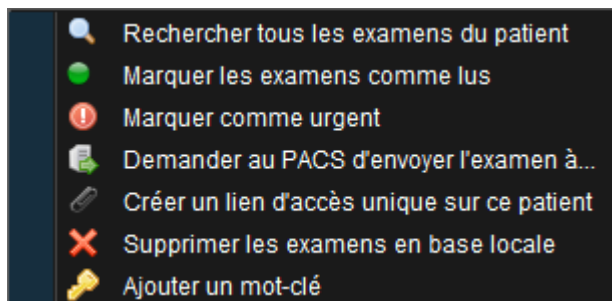 Rechercher tous les examens du patient
Marquer les examens comme lus
Marquer comme urgent
Demander au PACS d'envoyer l'examen à...
Créer un lien d'accès unique sur ce patient
Supprimer les examens en base locale
Ajouter un mot-clé